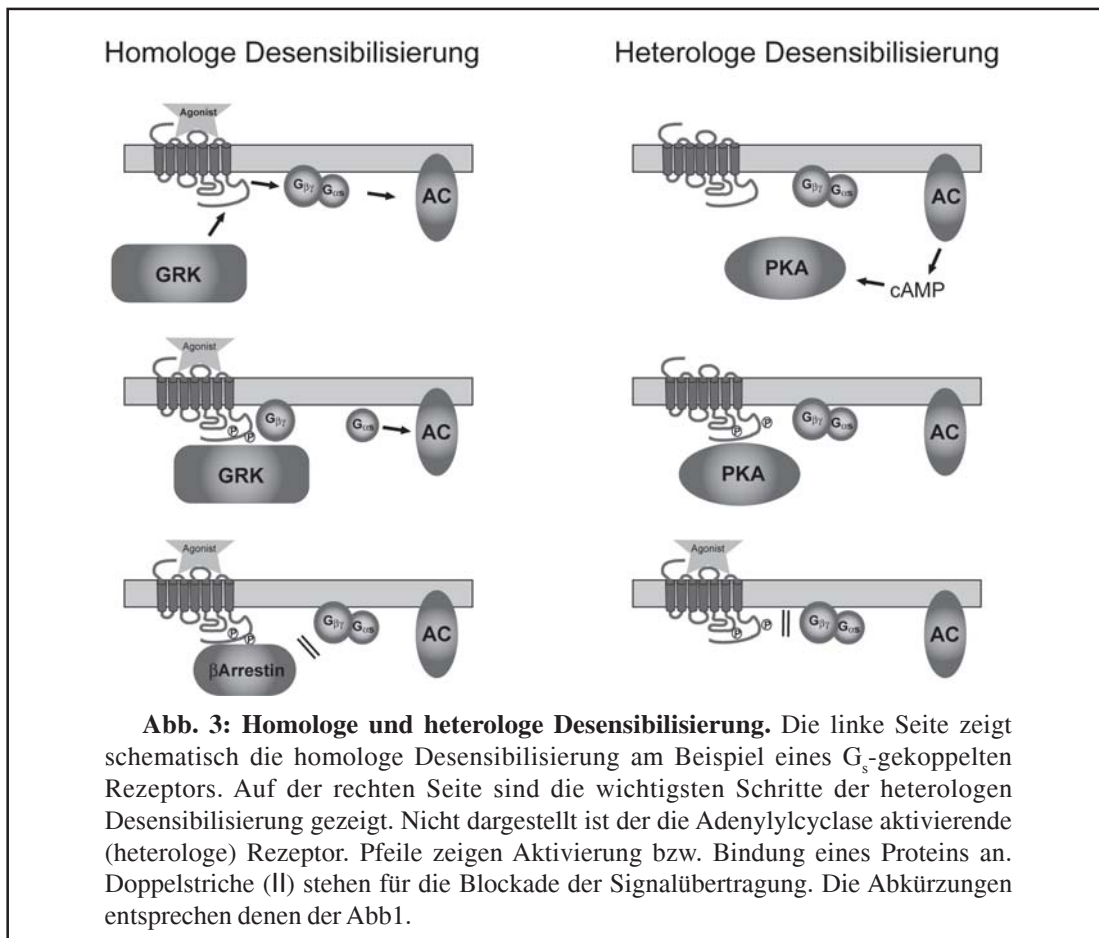 Homologe Desensibilisierung
Heterologe Desensibilisierung
Agonist
Gβγ
Gαs
AC
GRK
Gβγ
Gαs
AC
PKA
cAMP
Agonist
P
P
Gβγ
Gαs
AC
GRK
P
P
Gβγ
Gαs
AC
PKA
Agonist
P
P
Gβγ
Gαs
AC
βArrestin
Agonist
P
P
Gβγ
Gαs
AC
Abb. 3: Homologe und heterologe Desensibilisierung. Die linke Seite zeigt
schematisch die homologe Desensibilisierung am Beispiel eines Gs-gekoppelten
Rezeptors. Auf der rechten Seite sind die wichtigsten Schritte der heterologen
Desensibilisierung gezeigt. Nicht dargestellt ist der die Adenylylcyclase aktivierende
(heterologe) Rezeptor. Pfeile zeigen Aktivierung bzw. Bindung eines Proteins an.
Doppelstriche (II) stehen für die Blockade der Signalübertragung. Die Abkürzungen
entsprechen denen der Abb1.